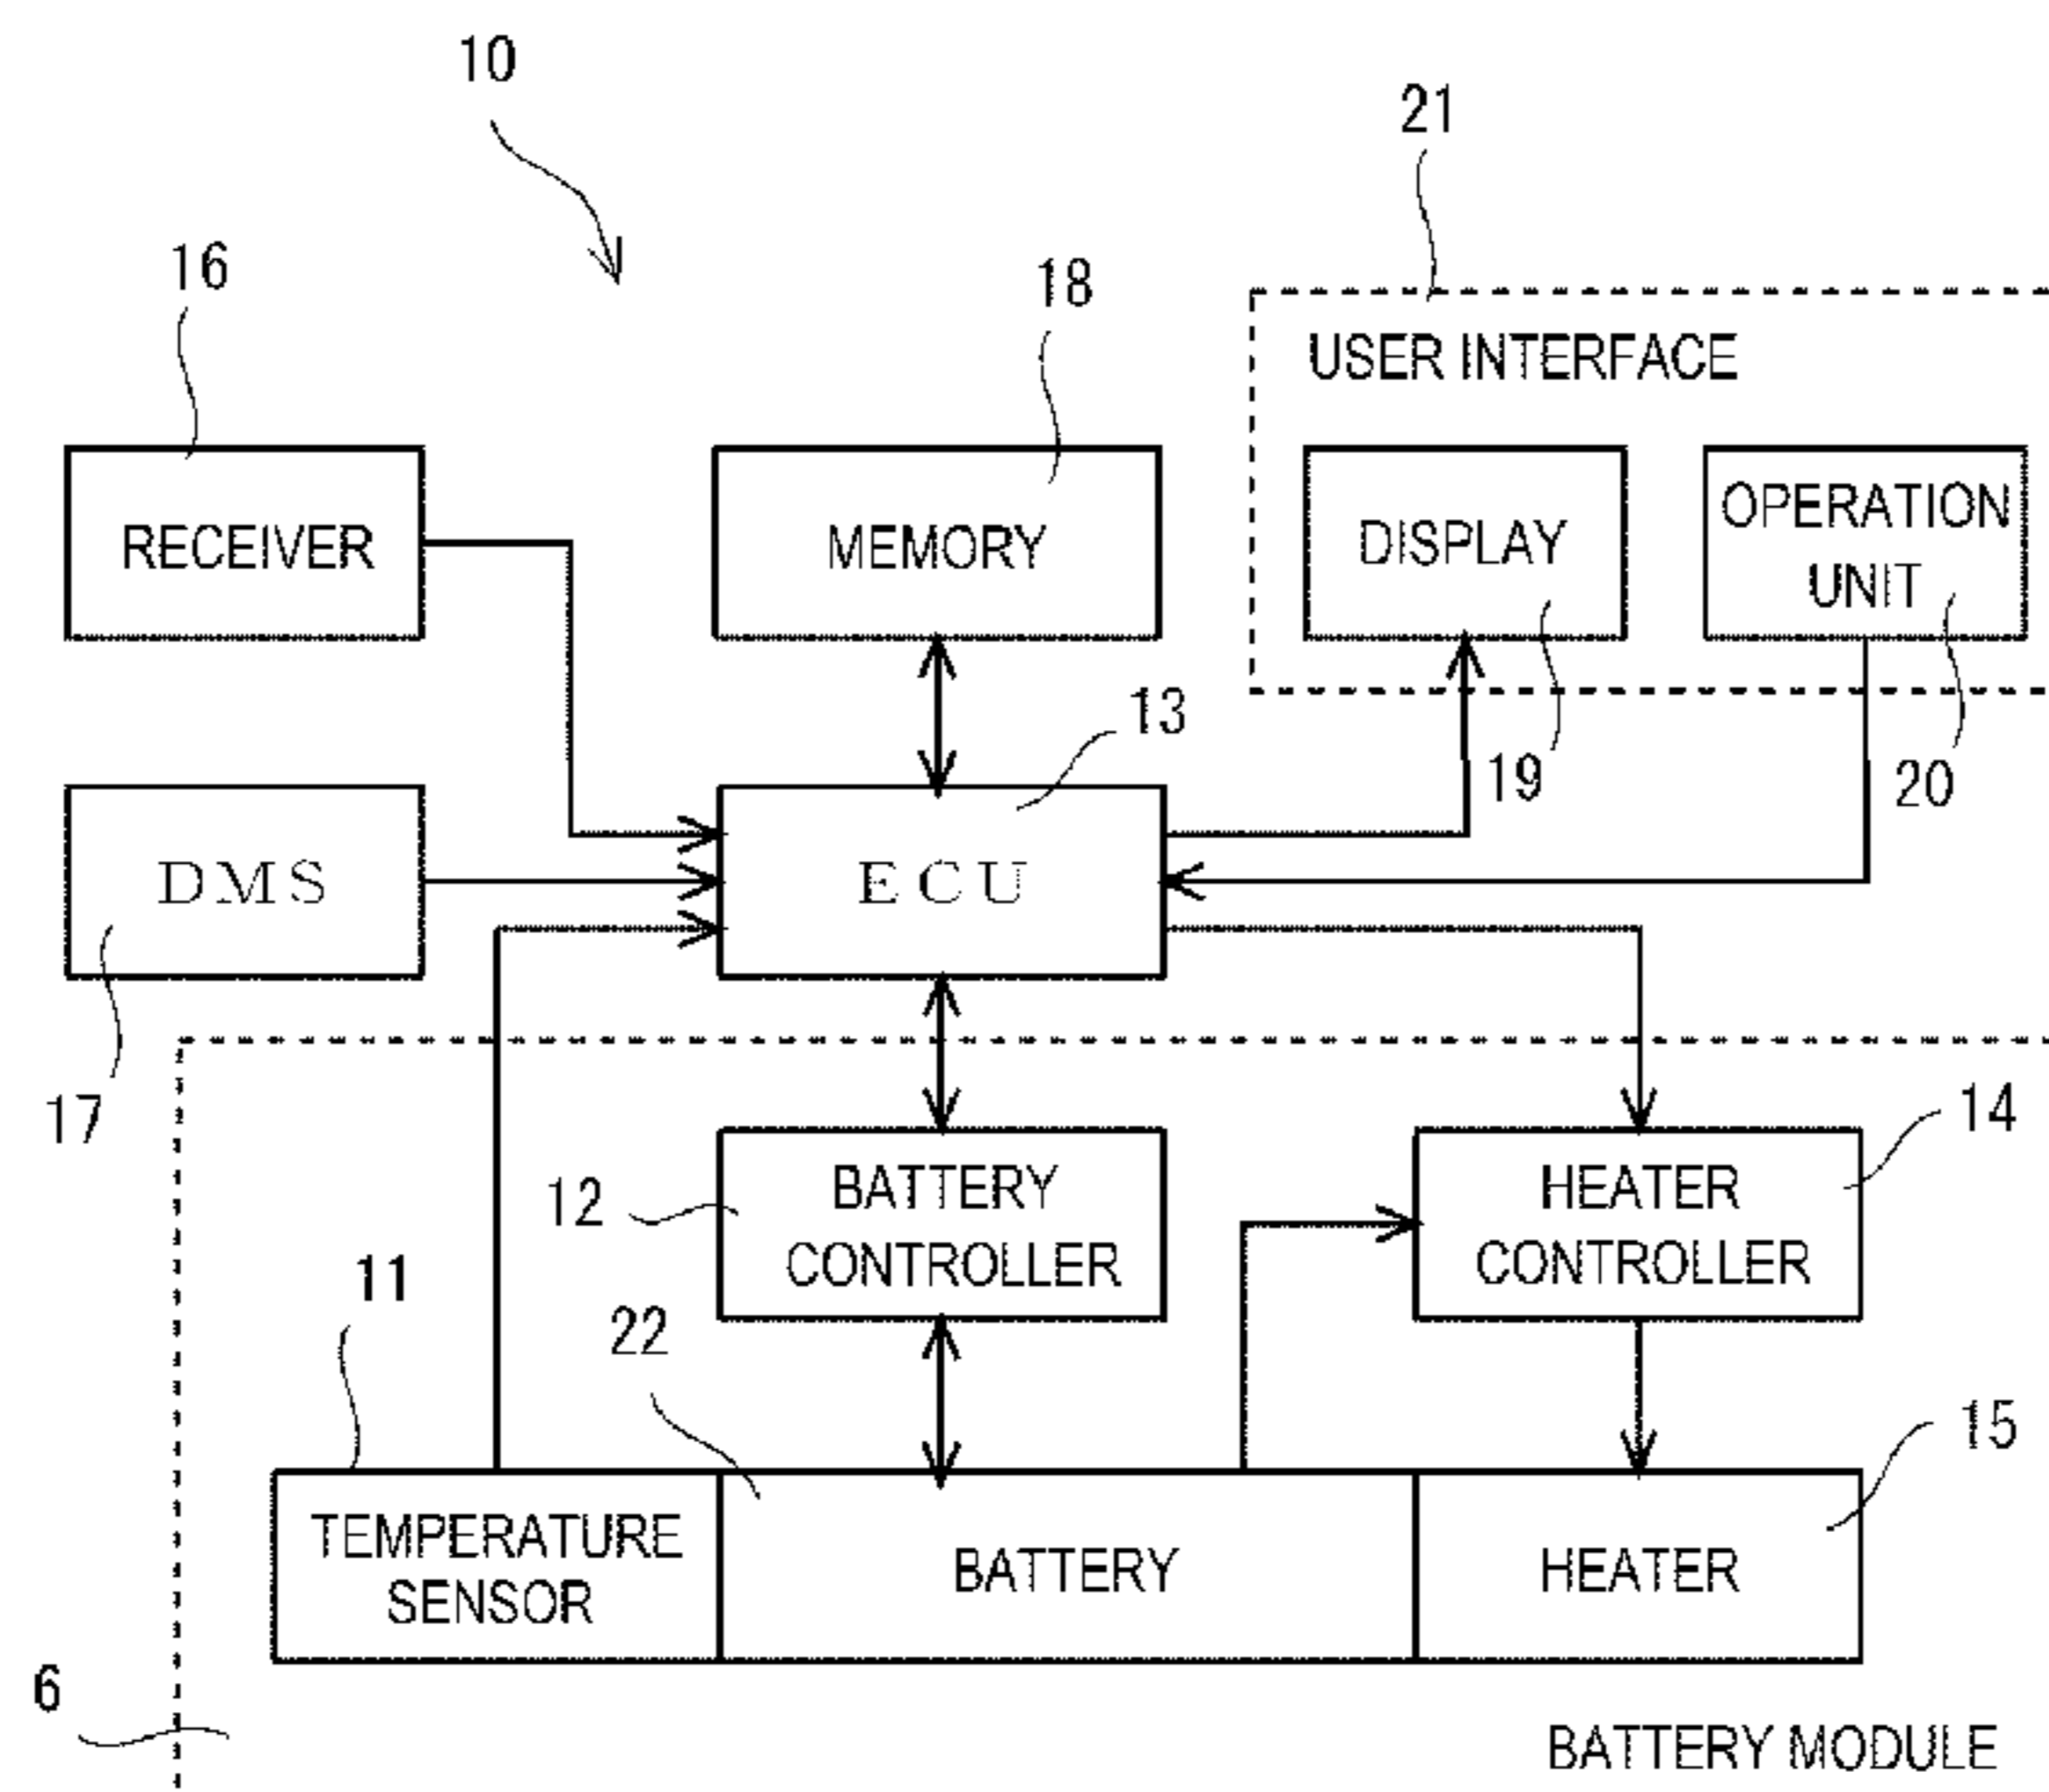 10
21
16
18
USER INTERFACE
RECEIVER
MEMORY
DISPLAY
OPERATION
UNIT
13
19
20
DMS
ECU
17
14
12
BATTERY
CONTROLLER
HEATER
CONTROLLER
11
22
15
TEMPERATURE
SENSOR
BATTERY
HEATER
6
BATTERY MODULE